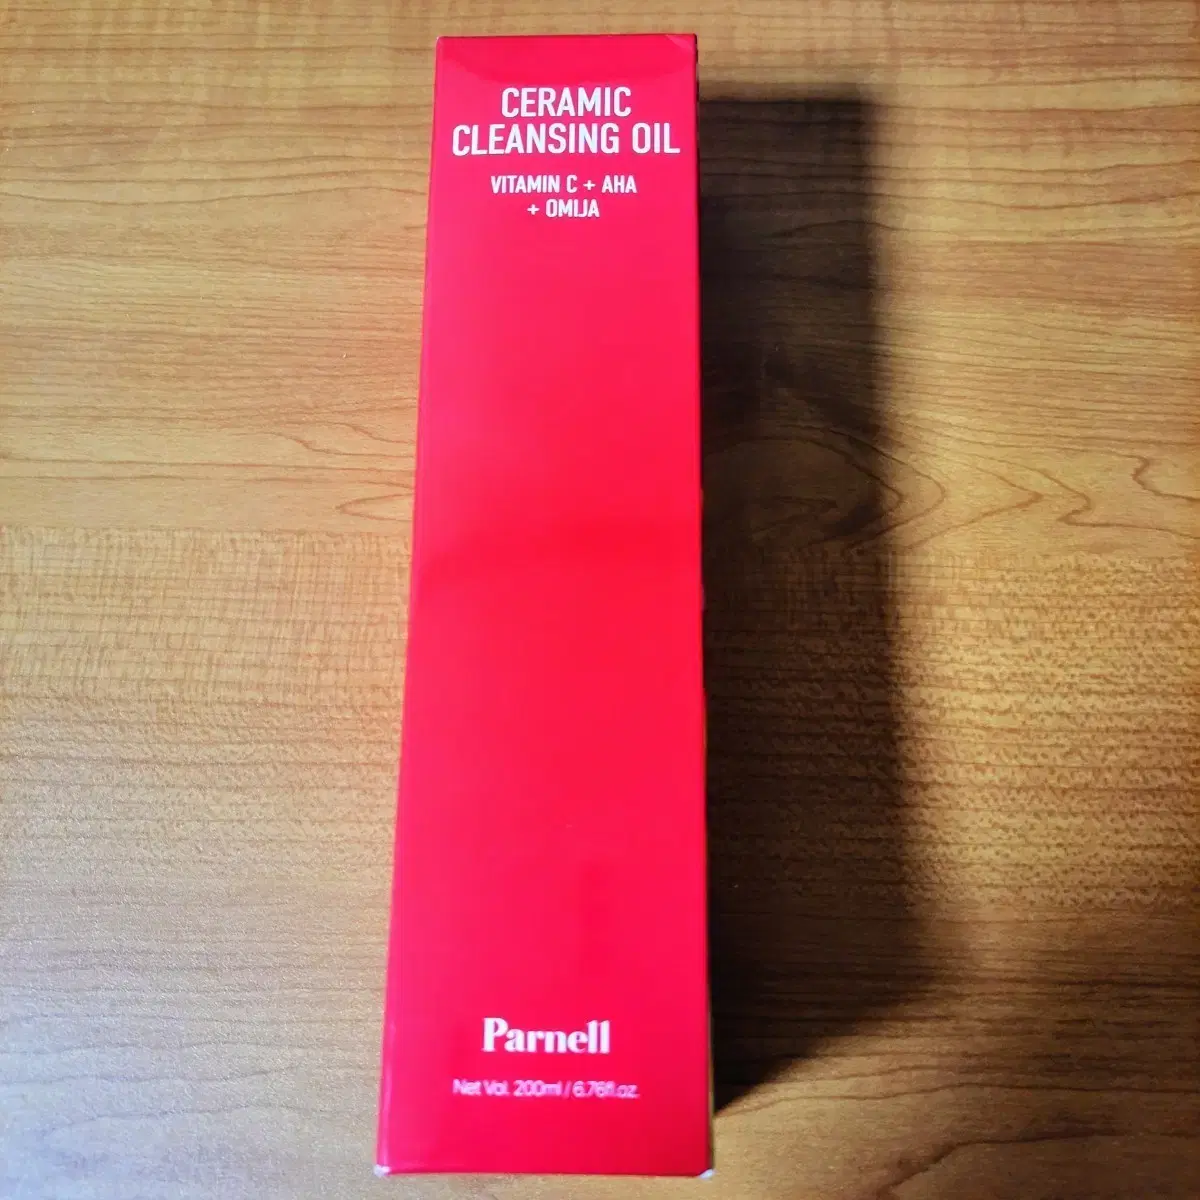 CERAMIC
CLEANSING OIL
VITAMIN C + AHA
+ OMIJA
Parnell
Net Vol. 200ml / 6.76fl.oz.